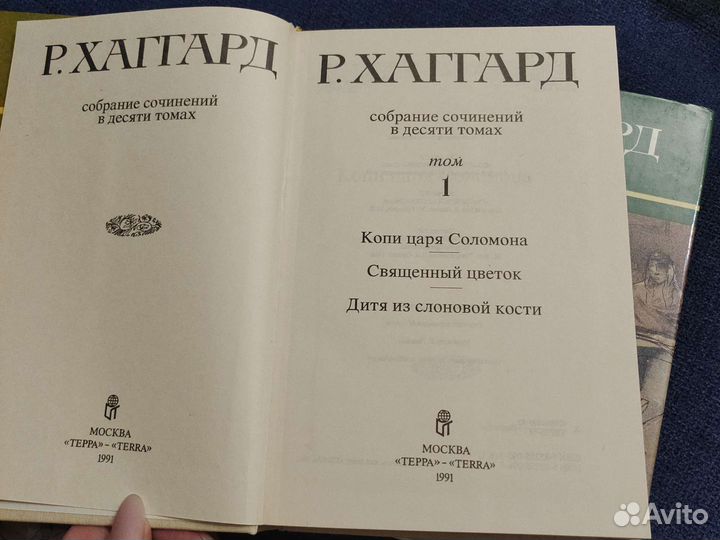 Р. ХАГГАРД
собрание сочинений
в десяти томах
МОСКВА
«ТЕРРА» – «TERRA»
1991
Р. ХАГГАРД
собрание сочинений
в десяти томах
том
1
Копи царя Соломона
Священный цветок
Дитя из слоновой кости
МОСКВА
«ТЕРРА» – «TERRA»
1991
РД
Avito